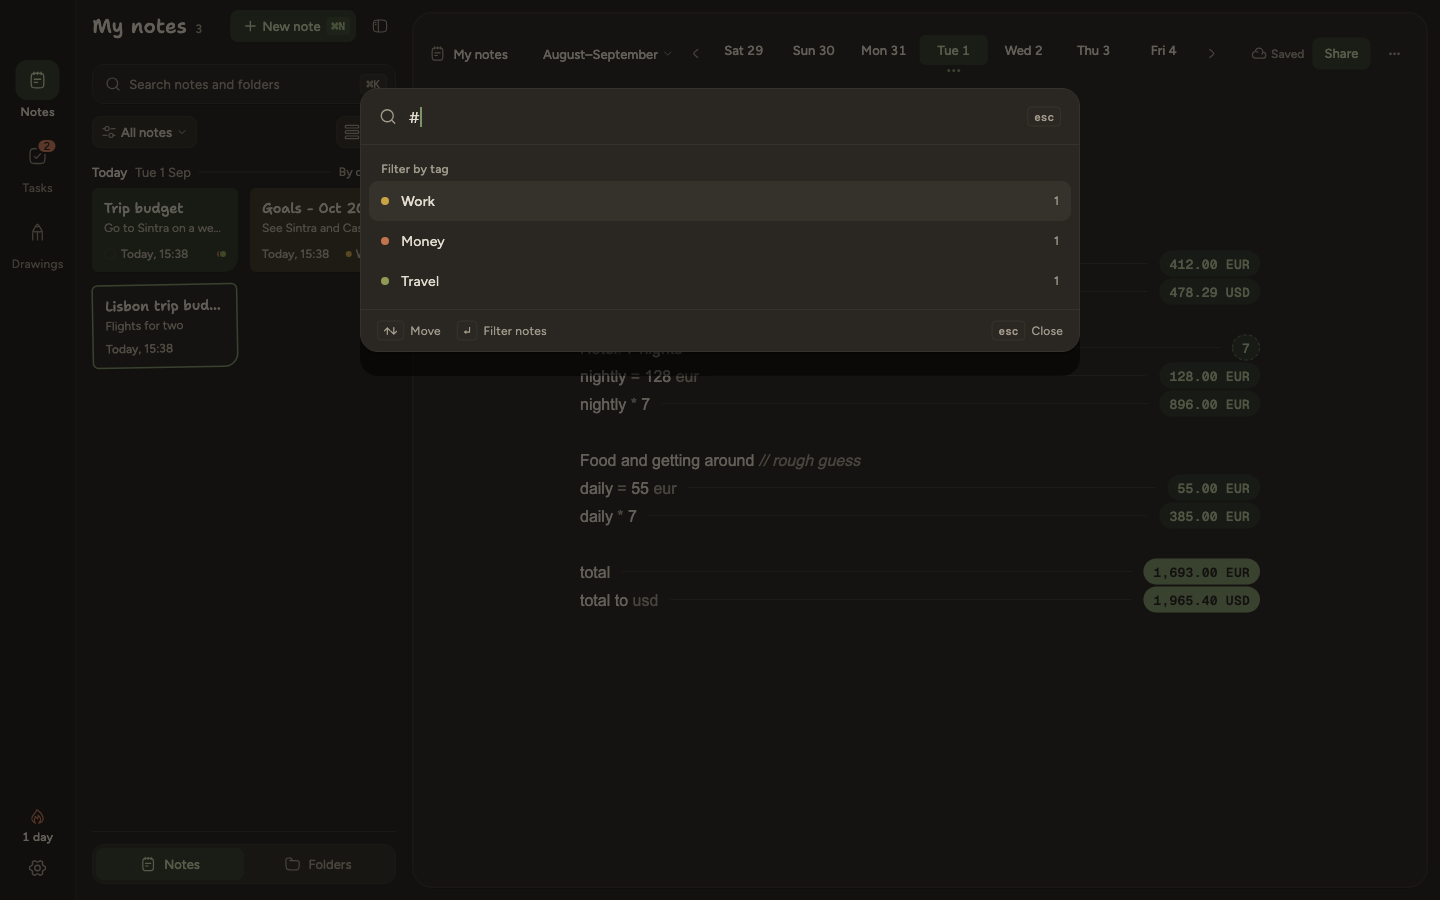 My notes 3
New note ⌘N
Search notes and folders ⌘K
All notes
Today Tue 1 Sep
Trip budget
Go to Sintra on a we...
Today, 15:38
Goals - Oct
See Sintra and
Today, 15:38
Lisbon trip bud...
Flights for two
Today, 15:38
Notes
2
Tasks
Drawings
1 day
Notes
Folders
My notes
August–September
Sat 29
Sun 30
Mon 31
Tue 1
Wed 2
Thu 3
Fri 4
Saved
Share
#
esc
Filter by tag
Work 1
Money 1
Travel 1
Move
Filter notes
esc Close
412.00 EUR
478.29 USD
7
nightly = 128 eur 128.00 EUR
nightly * 7 896.00 EUR
Food and getting around // rough guess
daily = 55 eur 55.00 EUR
daily * 7 385.00 EUR
total 1,693.00 EUR
total to usd 1,965.40 USD